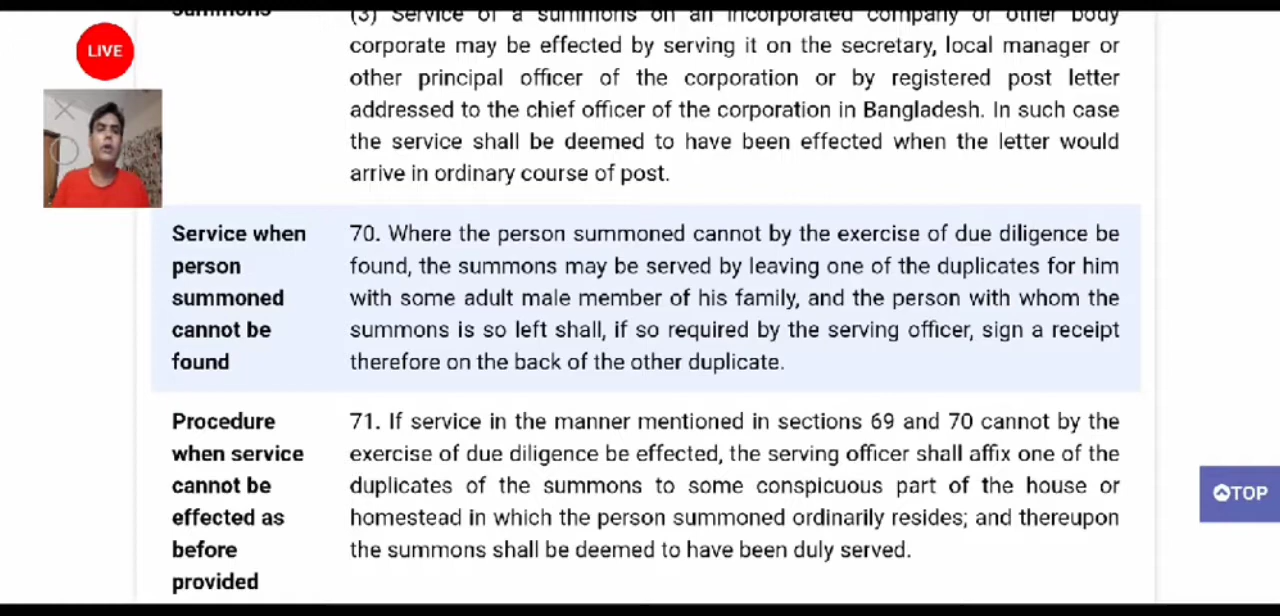 LIVE
summons
(3) Service of a summons on an incorporated company or other body
corporate may be effected by serving it on the secretary, local manager or
other principal officer of the corporation or by registered post letter
addressed to the chief officer of the corporation in Bangladesh. In such case
the service shall be deemed to have been effected when the letter would
arrive in ordinary course of post.
Service when
person
summoned
cannot be
found
70. Where the person summoned cannot by the exercise of due diligence be
found, the summons may be served by leaving one of the duplicates for him
with some adult male member of his family, and the person with whom the
summons is so left shall, if so required by the serving officer, sign a receipt
therefore on the back of the other duplicate.
Procedure
when service
cannot be
effected as
before
provided
71. If service in the manner mentioned in sections 69 and 70 cannot by the
exercise of due diligence be effected, the serving officer shall affix one of the
duplicates of the summons to some conspicuous part of the house or
homestead in which the person summoned ordinarily resides; and thereupon
the summons shall be deemed to have been duly served.
TOP